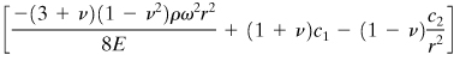 [ −(3 + ν)(1 − ν²)ρω²r² / 8E + (1 + ν)c₁ − (1 − ν) c₂ / r² ]